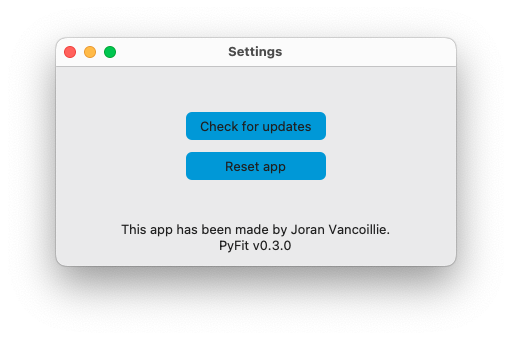 Settings
Check for updates
Reset app
This app has been made by Joran Vancoillie.
PyFit v0.3.0